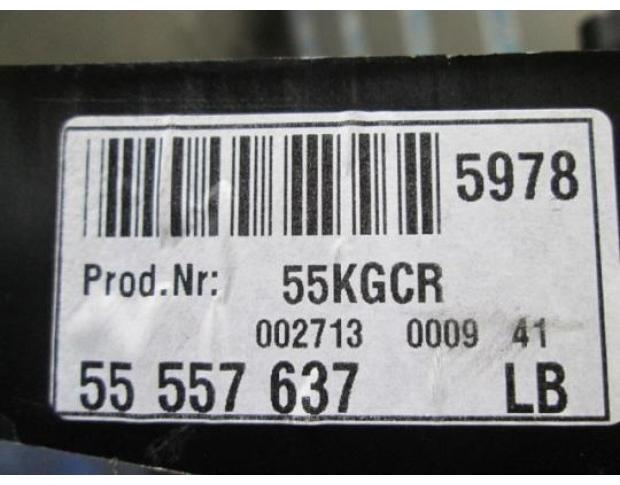 5978
Prod.Nr: 55KGCR
002713 0009 41
55 557 637 LB